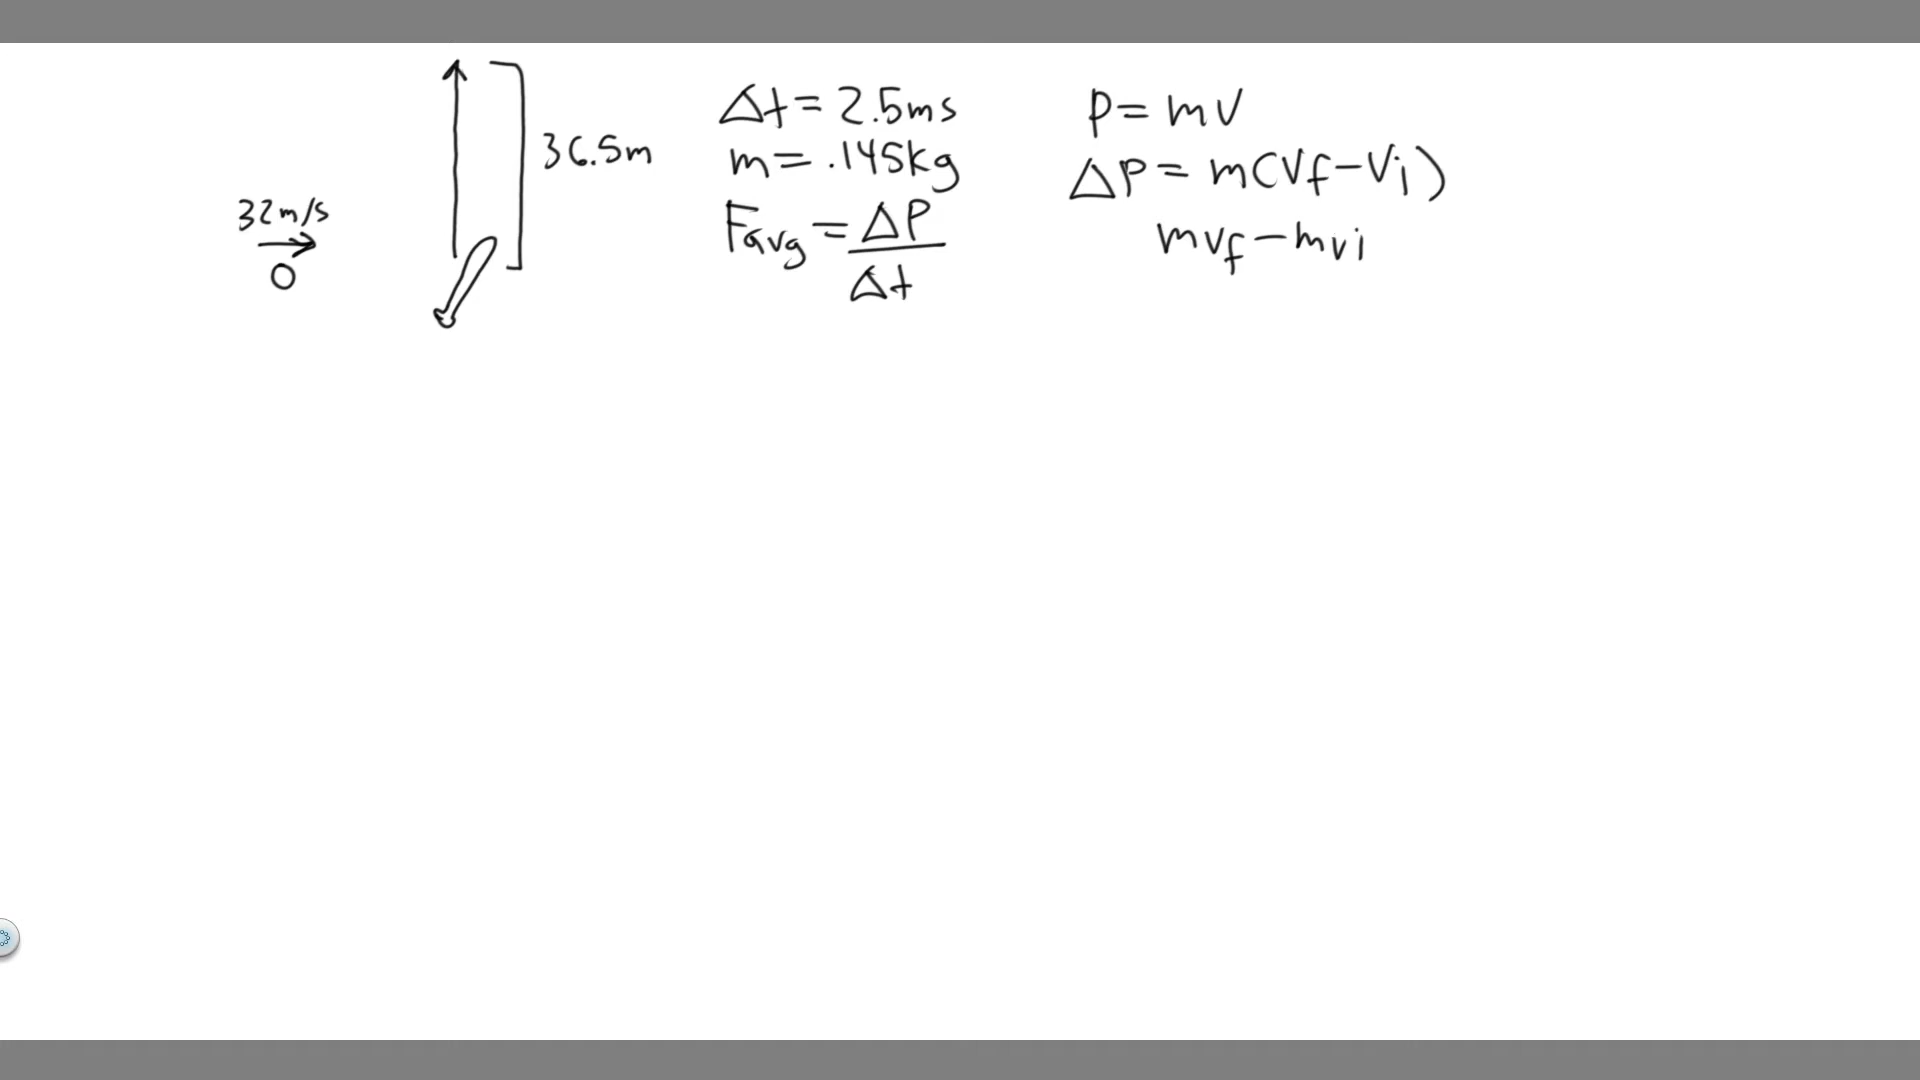 32m/s
36.5m
Δt = 2.5ms
m = .145kg
Favg = ΔP
Δt
P = mv
ΔP = m(Vf - Vi)
mvf - mvi